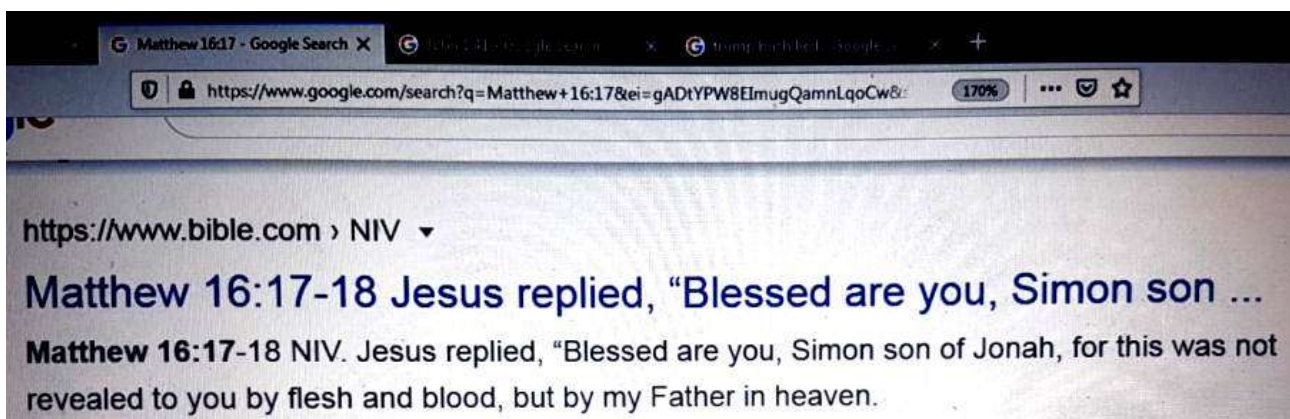 G Matthew 16:17 - Google Search X
https://www.google.com/search?q=Matthew+16:17&ei=gADtYPW8EImugQamnLqoCw&
170%
https://www.bible.com › NIV
Matthew 16:17-18 Jesus replied, “Blessed are you, Simon son ...
Matthew 16:17-18 NIV. Jesus replied, “Blessed are you, Simon son of Jonah, for this was not
revealed to you by flesh and blood, but by my Father in heaven.